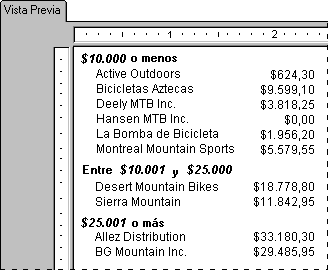 Vista Previa
1 2
$10.000 o menos
Active Outdoors $624,30
Bicicletas Aztecas $9.599,10
Deely MTB Inc. $3.818,25
Hansen MTB Inc. $0,00
La Bomba de Bicicleta $1.956,20
Montreal Mountain Sports $5.579,55
Entre $10.001 y $25.000
Desert Mountain Bikes $18.778,80
Sierra Mountain $11.842,95
$25.001 o más
Allez Distribution $33.180,30
BG Mountain Inc. $29.485,95